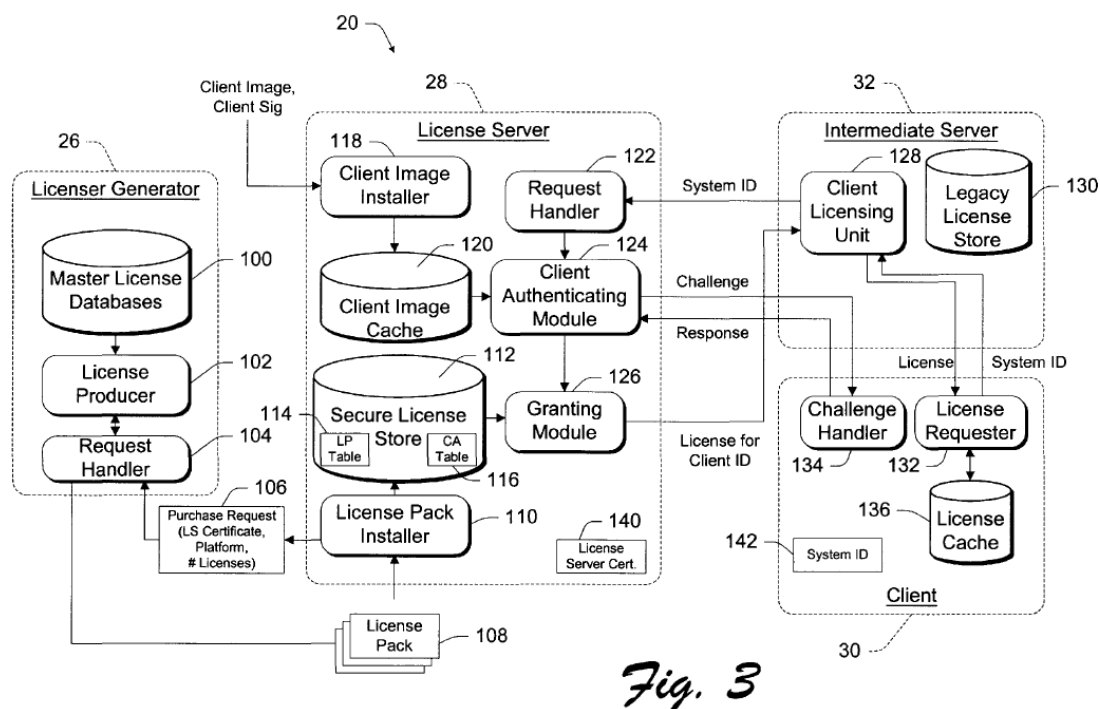 20
Client Image,
Client Sig
28
License Server
118
Client Image
Installer
122
Request
Handler
120
Client Image
Cache
124
Client
Authenticating
Module
112
Secure License
Store
114
LP
Table
CA
Table
116
126
Granting
Module
License Pack
Installer
110
140
License
Server Cert.
26
Licenser Generator
100
Master License
Databases
102
License
Producer
104
Request
Handler
106
Purchase Request
(LS Certificate,
Platform,
# Licenses)
License
Pack
108
System ID
Challenge
Response
License for
Client ID
32
Intermediate Server
128
Client
Licensing
Unit
Legacy
License
Store
130
License
System ID
Challenge
Handler
134
License
Requester
132
136
License
Cache
142
System ID
Client
30
Fig. 3